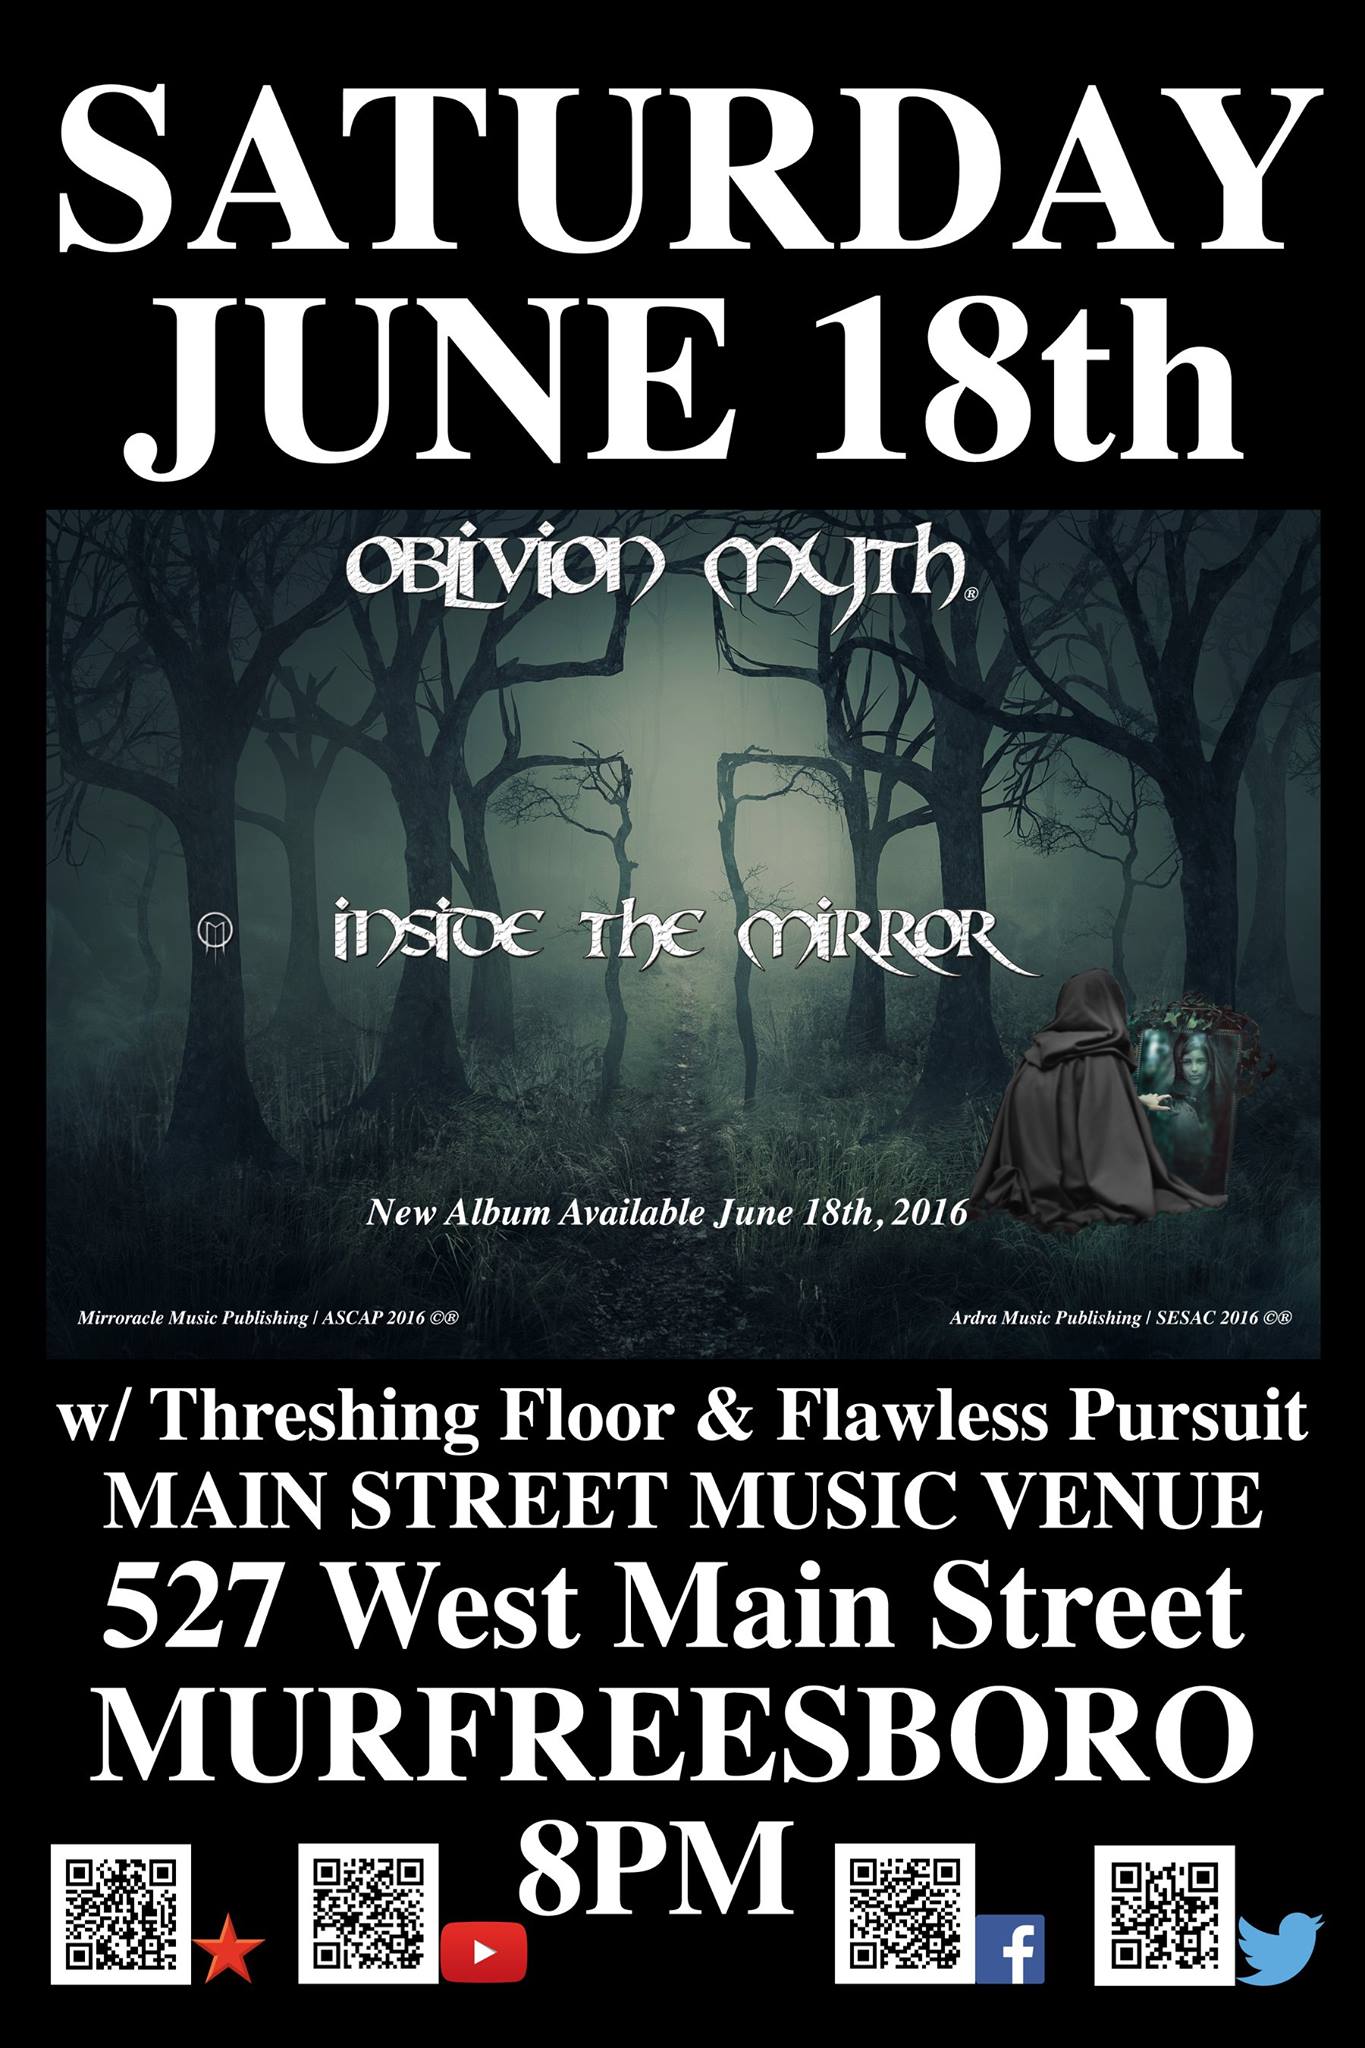 SATURDAY
JUNE 18th
OBLIVION MYTH®
INSIDE THE MIRROR
New Album Available June 18th, 2016
Mirroracle Music Publishing / ASCAP 2016 ©®
Ardra Music Publishing / SESAC 2016 ©®
w/ Threshing Floor & Flawless Pursuit
MAIN STREET MUSIC VENUE
527 West Main Street
MURFREESBORO
8PM